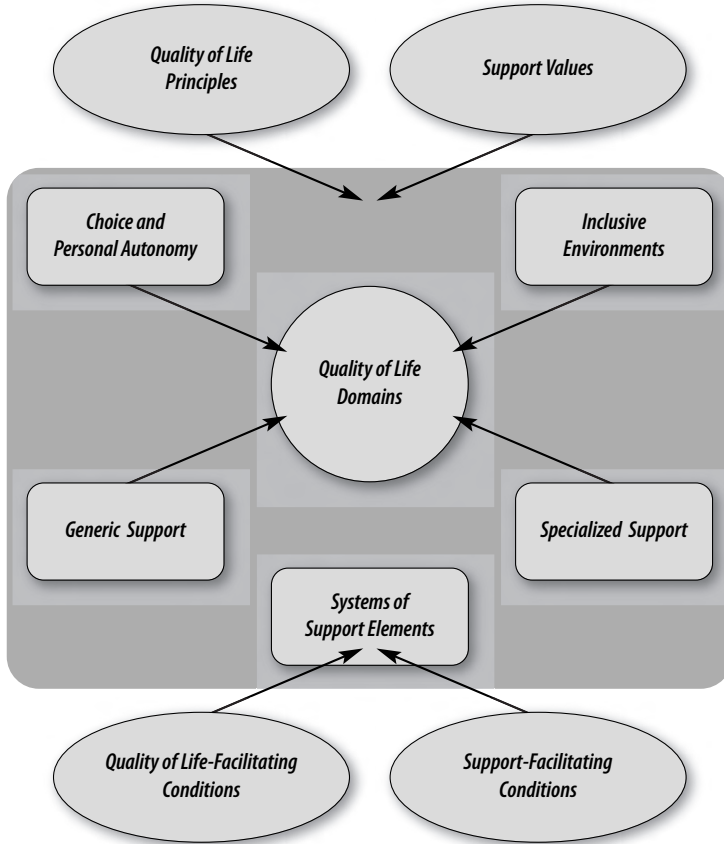 Quality of Life
Principles
Support Values
Choice and
Personal Autonomy
Inclusive
Environments
Quality of Life
Domains
Generic Support
Specialized Support
Systems of
Support Elements
Quality of Life-Facilitating
Conditions
Support-Facilitating
Conditions